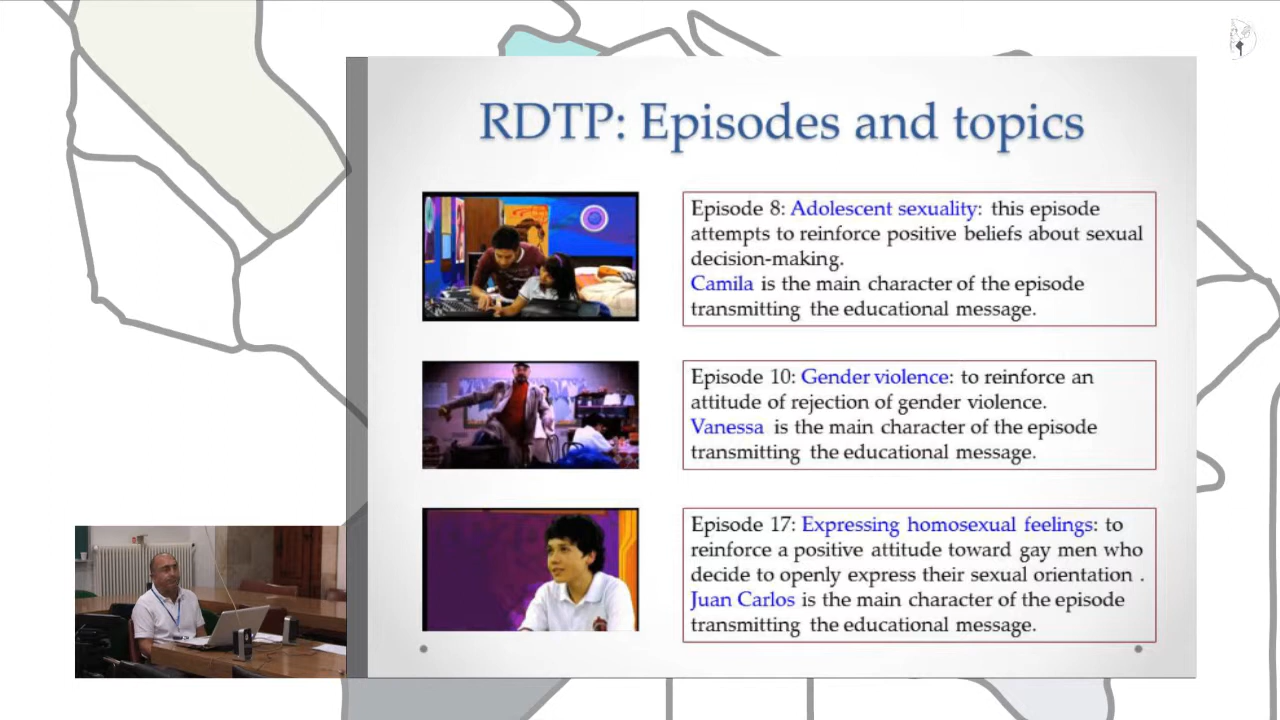 RDTP: Episodes and topics
Episode 8: Adolescent sexuality: this episode
attempts to reinforce positive beliefs about sexual
decision-making.
Camila is the main character of the episode
transmitting the educational message.
Episode 10: Gender violence: to reinforce an
attitude of rejection of gender violence.
Vanessa is the main character of the episode
transmitting the educational message.
Episode 17: Expressing homosexual feelings: to
reinforce a positive attitude toward gay men who
decide to openly express their sexual orientation .
Juan Carlos is the main character of the episode
transmitting the educational message.